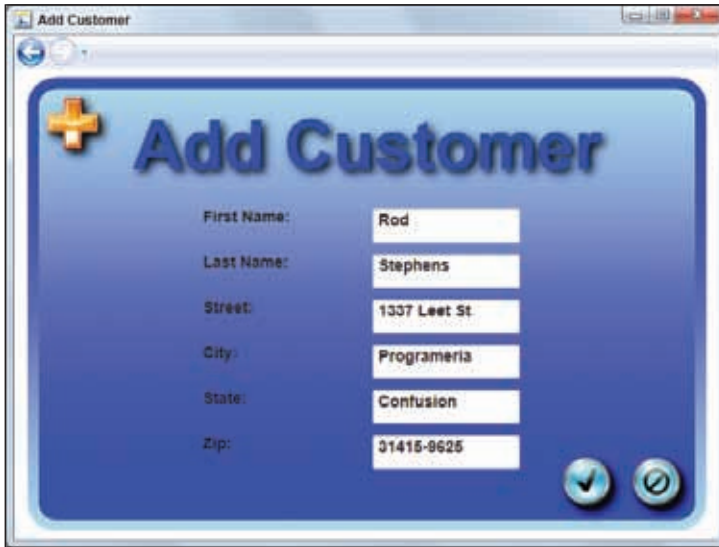 Add Customer
Add Customer
First Name: Rod
Last Name: Stephens
Street: 1337 Leet St
City: Programeria
State: Confusion
Zip: 31415-9625